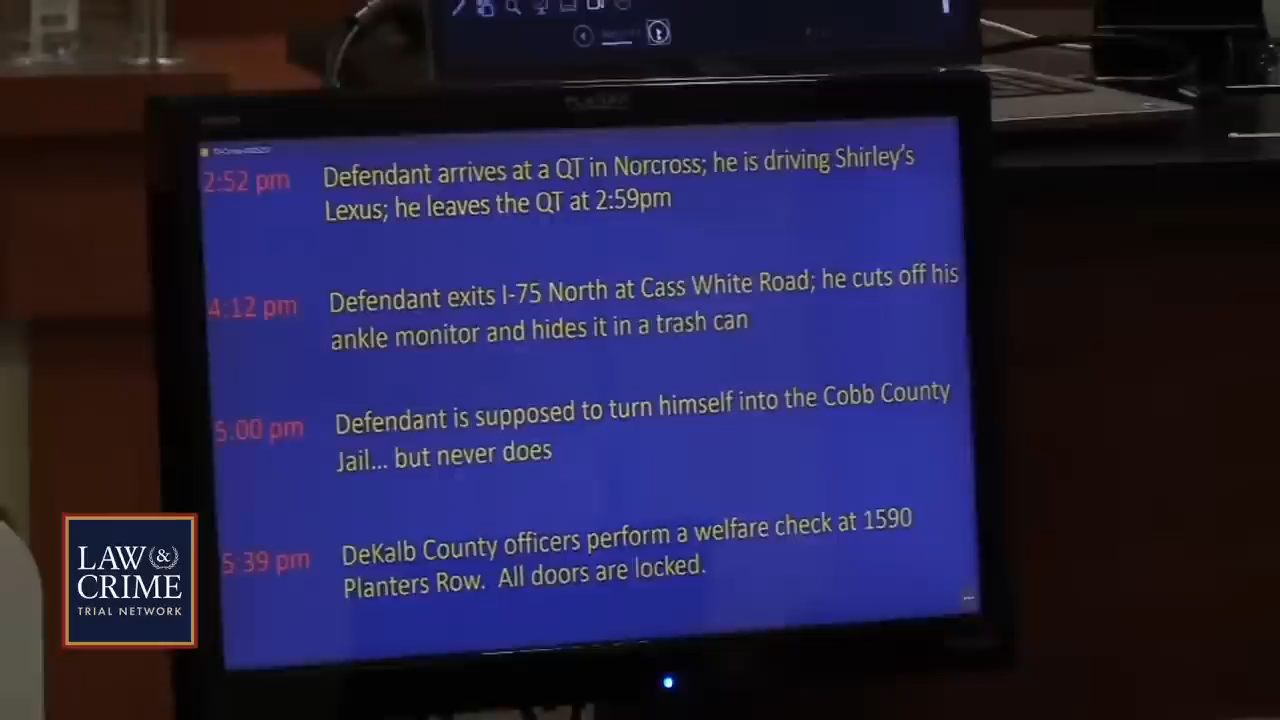 2:52 pm
Defendant arrives at a QT in Norcross; he is driving Shirley's
Lexus; he leaves the QT at 2:59pm
4:12 pm
Defendant exits I-75 North at Cass White Road; he cuts off his
ankle monitor and hides it in a trash can
5:00 pm
Defendant is supposed to turn himself into the Cobb County
Jail... but never does
5:39 pm
DeKalb County officers perform a welfare check at 1590
Planters Row. All doors are locked.
LAW &
CRIME
TRIAL NETWORK